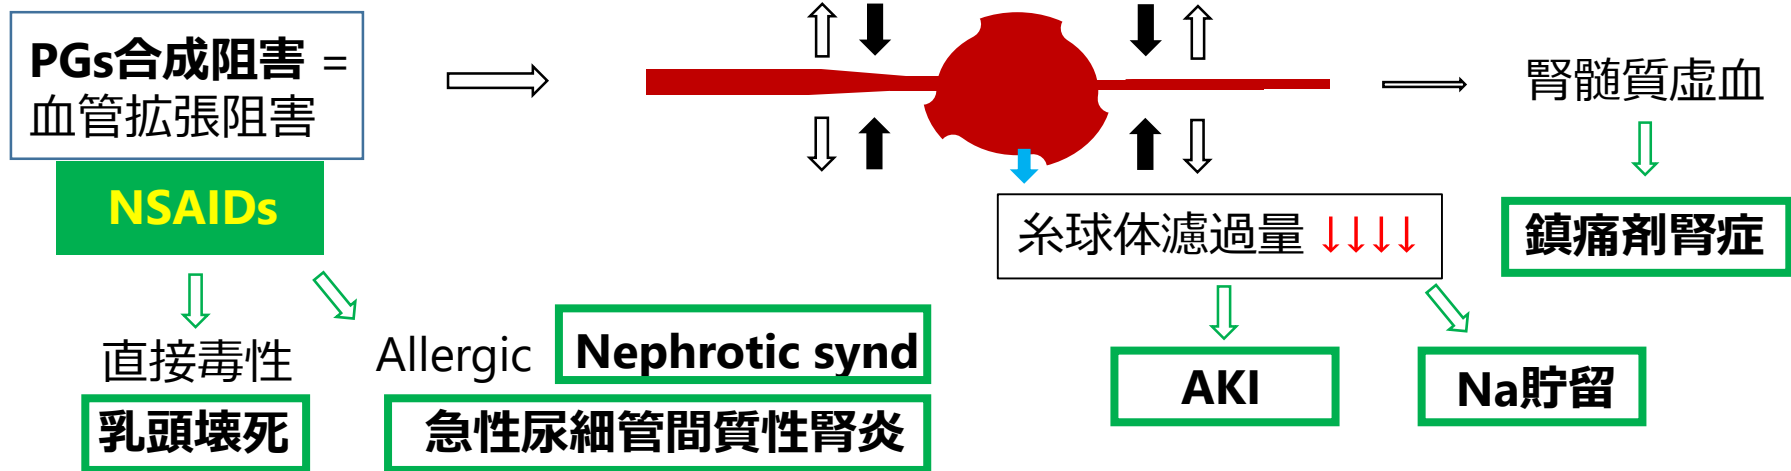 PGs合成阻害 =
血管拡張阻害
NSAIDs
腎髄質虚血
糸球体濾過量 ↓↓↓↓
鎮痛剤腎症
直接毒性
乳頭壊死
Allergic Nephrotic synd
急性尿細管間質性腎炎
AKI
Na貯留